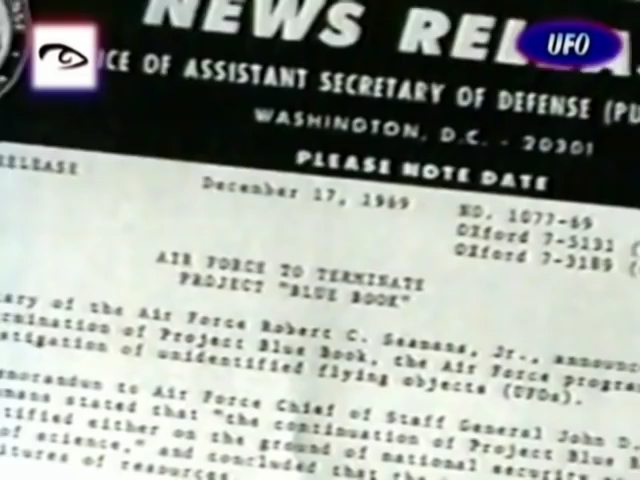 NEWS REL
UFO
ICE OF ASSISTANT SECRETARY OF DEFENSE (PU
WASHINGTON, D.C. - 20301
PLEASE NOTE DATE
RELEASE
December 17, 1969
NO. 1077-69
OXford 7-5131 (
OXford 7-3189 (
AIR FORCE TO TERMINATE
PROJECT "BLUE BOOK"
ary of the Air Force Robert C. Seamans, Jr., announc
rmination of Project Blue Book, the Air Force progra
stigation of unidentified flying objects (UFOs).
morandum to Air Force Chief of Staff General John D.
mans stated that "the continuation of Project Blue B
tified either on the ground of national security o
of science," and concluded that the
itures of resources